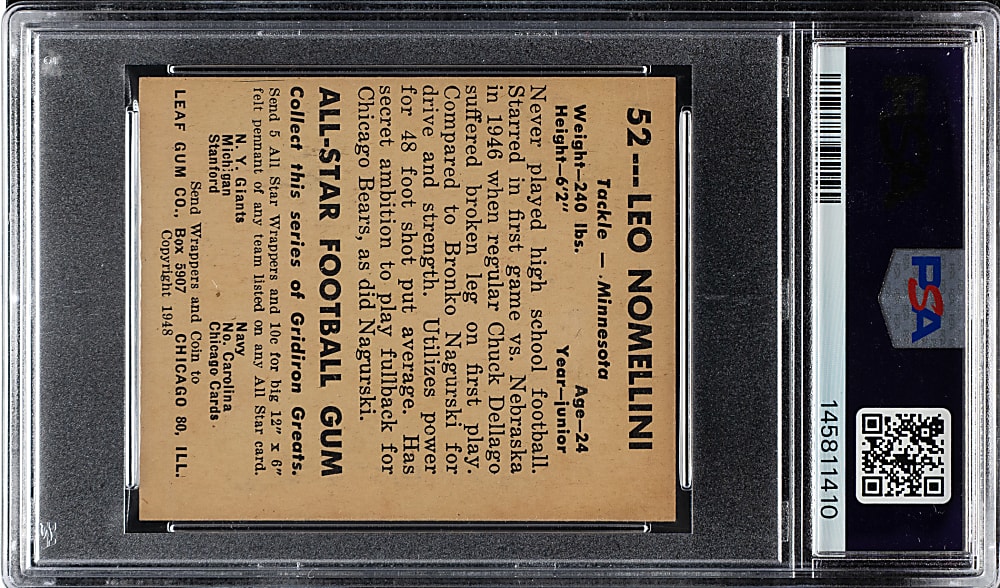 52---LEO NOMELLINI
Tackle — Minnesota
Weight—240 lbs. Age—24
Height—6'2" Year—junior
Never played high school football.
Starred in first game vs. Nebraska
in 1946 when regular Chuck Dellago
suffered broken leg on first play.
Compared to Bronko Nagurski for
drive and strength. Utilizes power
for 48 foot shot put average. Has
secret ambition to play fullback for
Chicago Bears, as did Nagurski.
ALL-STAR FOOTBALL GUM
Collect this series of Gridiron Greats.
Send 5 All Star Wrappers and 10c for big 12" x 6"
felt pennant of any team listed on any All Star card.
N. Y. Giants Navy
Michigan No. Carolina
Stanford Chicago Cards
Send Wrappers and Coin to
LEAF GUM CO., Box 5907 CHICAGO 80, ILL.
Copyright 1948
PSA
14581410